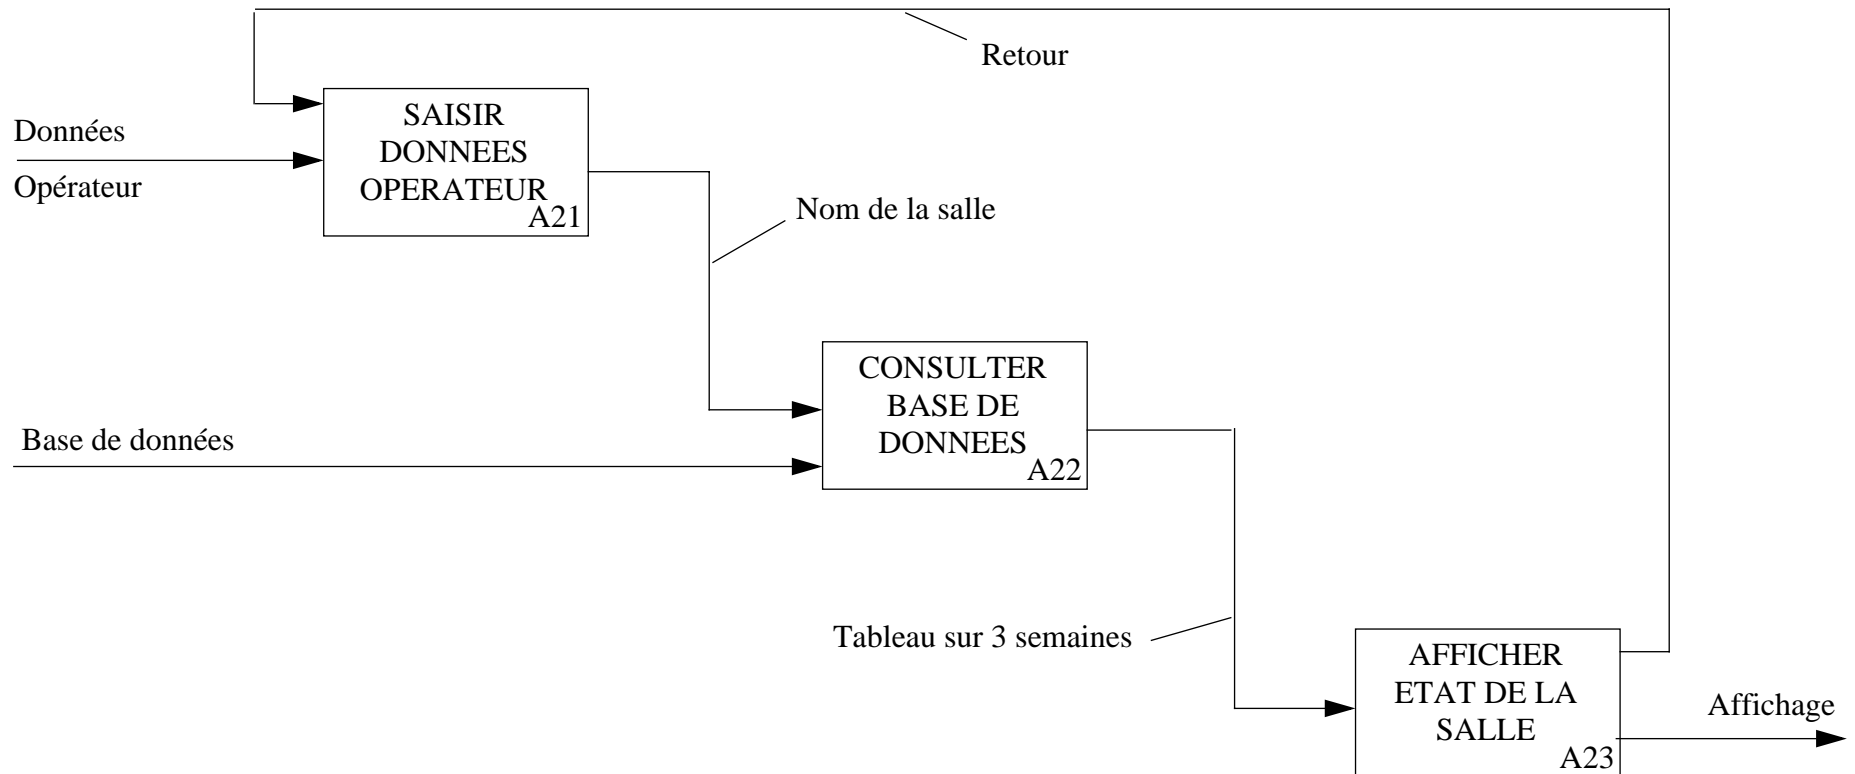 Retour
SAISIR
DONNEES
OPERATEUR
A21
Données
Opérateur
Nom de la salle
CONSULTER
BASE DE
DONNEES
A22
Base de données
Tableau sur 3 semaines
AFFICHER
ETAT DE LA
SALLE
A23
Affichage